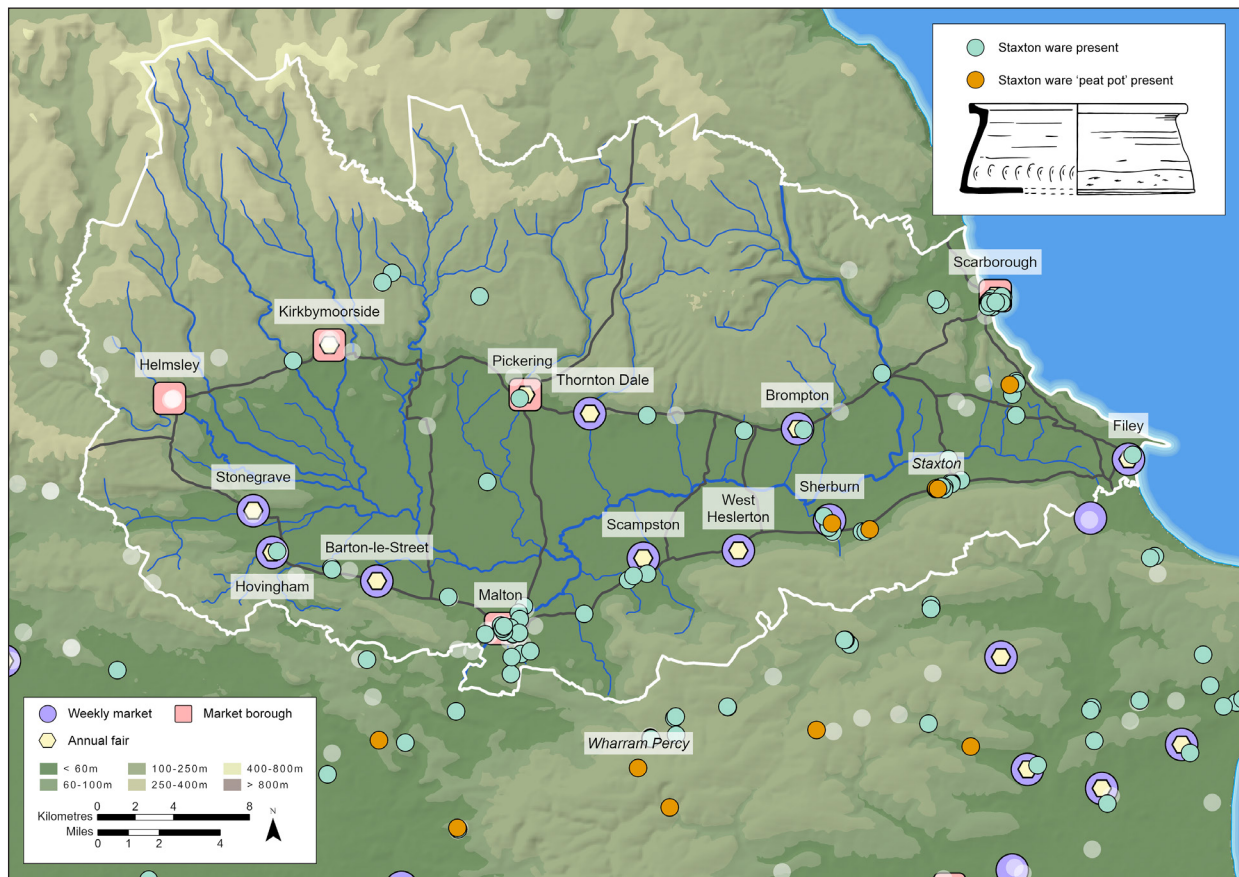 Staxton ware present
Staxton ware ‘peat pot’ present
Scarborough
Kirkbymoorside
Helmsley
Pickering
Thornton Dale
Brompton
Filey
Stonegrave
Staxton
Sherburn
West
Heslerton
Scampston
Barton-le-Street
Hovingham
Malton
Wharram Percy
Weekly market
Market borough
Annual fair
< 60m
100-250m
400-800m
60-100m
250-400m
> 800m
0 2 4 8
Kilometres
N
Miles
0 1 2 4